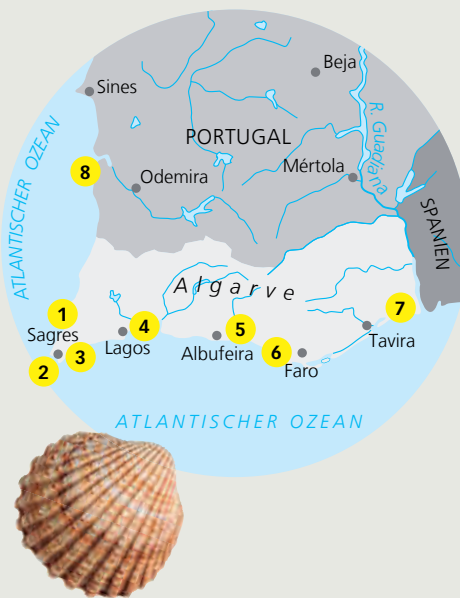 Beja
Sines
PORTUGAL
R. Guadiana
ATLANTISCHER OZEAN
8
Odemira
Mértola
SPANIEN
Algarve
1
Sagres
2
3
4
Lagos
5
Albufeira
6
Faro
7
Tavira
ATLANTISCHER OZEAN